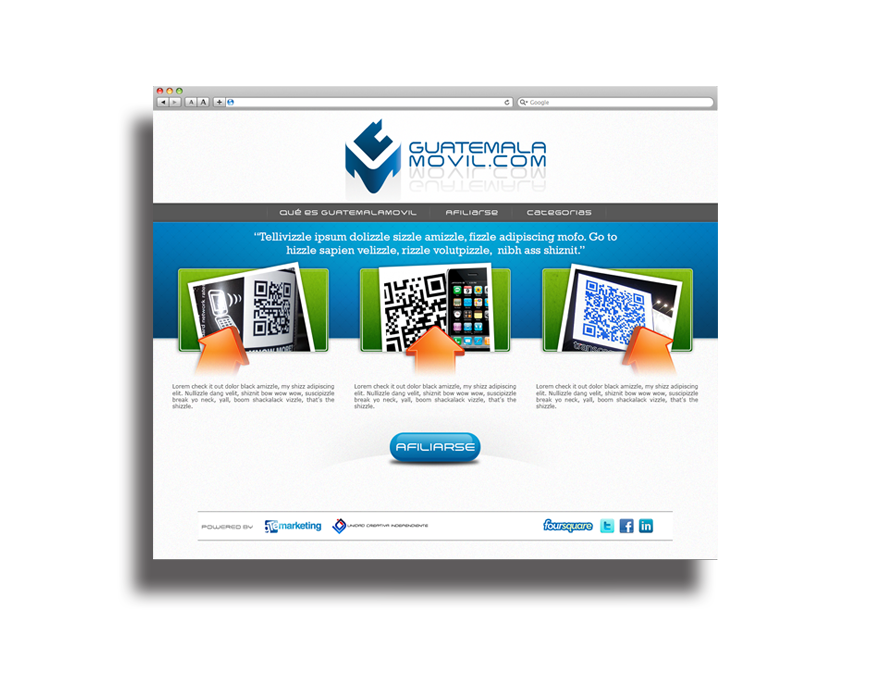 Google
GUATEMALA
MOVIL.COM
QUÉ ES GUATEMALAMOVIL
AFILIARSE
CATEGORIAS
“Tellivizzle ipsum dolizzle sizzle amizzle, fizzle adipiscing mofo. Go to
hizzle sapien velizzle, rizzle volutpizzle, nibh ass shiznit.”
Lorem check it out dolor black amizzle, my shizz adipiscing
elit. Nullizzle dang velit, shiznit bow wow wow, suscipizzle
break yo neck, yall, boom shackalack vizzle, that's the
shizzle.
Lorem check it out dolor black amizzle, my shizz adipiscing
elit. Nullizzle dang velit, shiznit bow wow wow, suscipizzle
break yo neck, yall, boom shackalack vizzle, that's the
shizzle.
Lorem check it out dolor black amizzle, my shizz adipiscing
elit. Nullizzle dang velit, shiznit bow wow wow, suscipizzle
break yo neck, yall, boom shackalack vizzle, that's the
shizzle.
AFILIARSE
POWERED BY
marketing
UNIDAD CREATIVA INDEPENDIENTE
foursquare